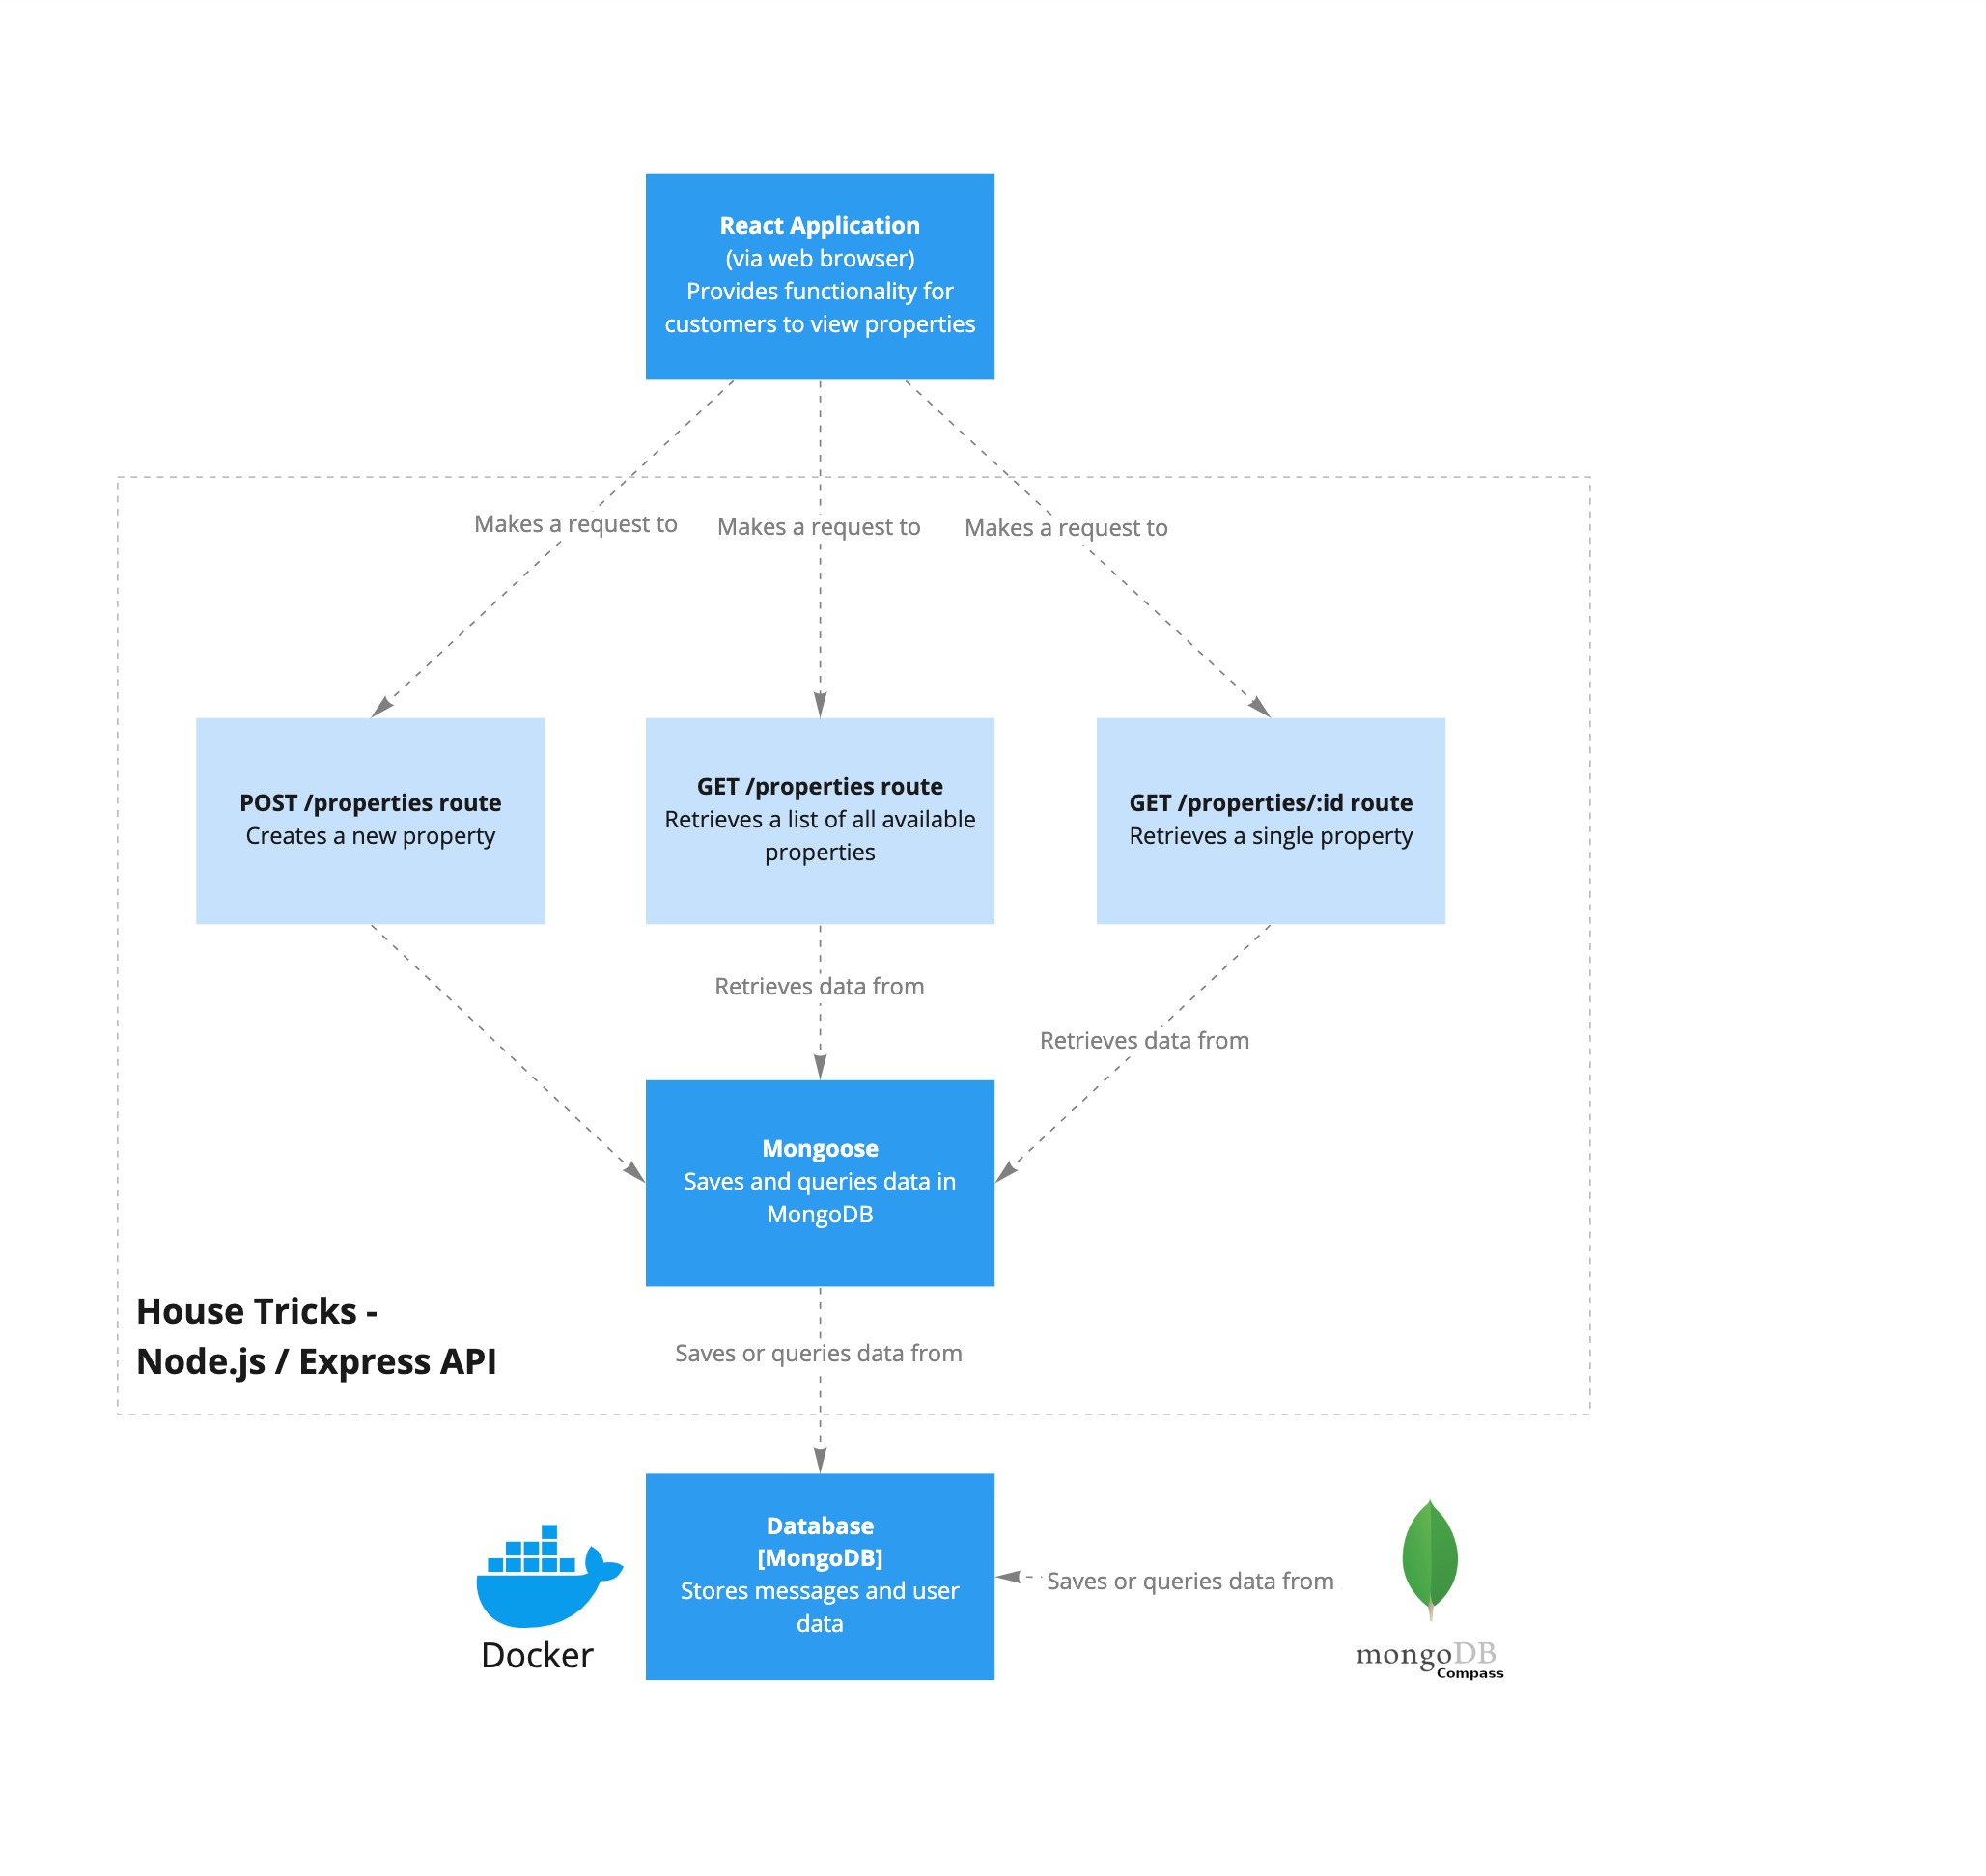 React Application
(via web browser)
Provides functionality for
customers to view properties
Makes a request to
Makes a request to
Makes a request to
POST /properties route
Creates a new property
GET /properties route
Retrieves a list of all available
properties
GET /properties/:id route
Retrieves a single property
Retrieves data from
Retrieves data from
Mongoose
Saves and queries data in
MongoDB
House Tricks -
Node.js / Express API
Saves or queries data from
Database
[MongoDB]
Stores messages and user
data
Saves or queries data from
Docker
mongoDB
Compass